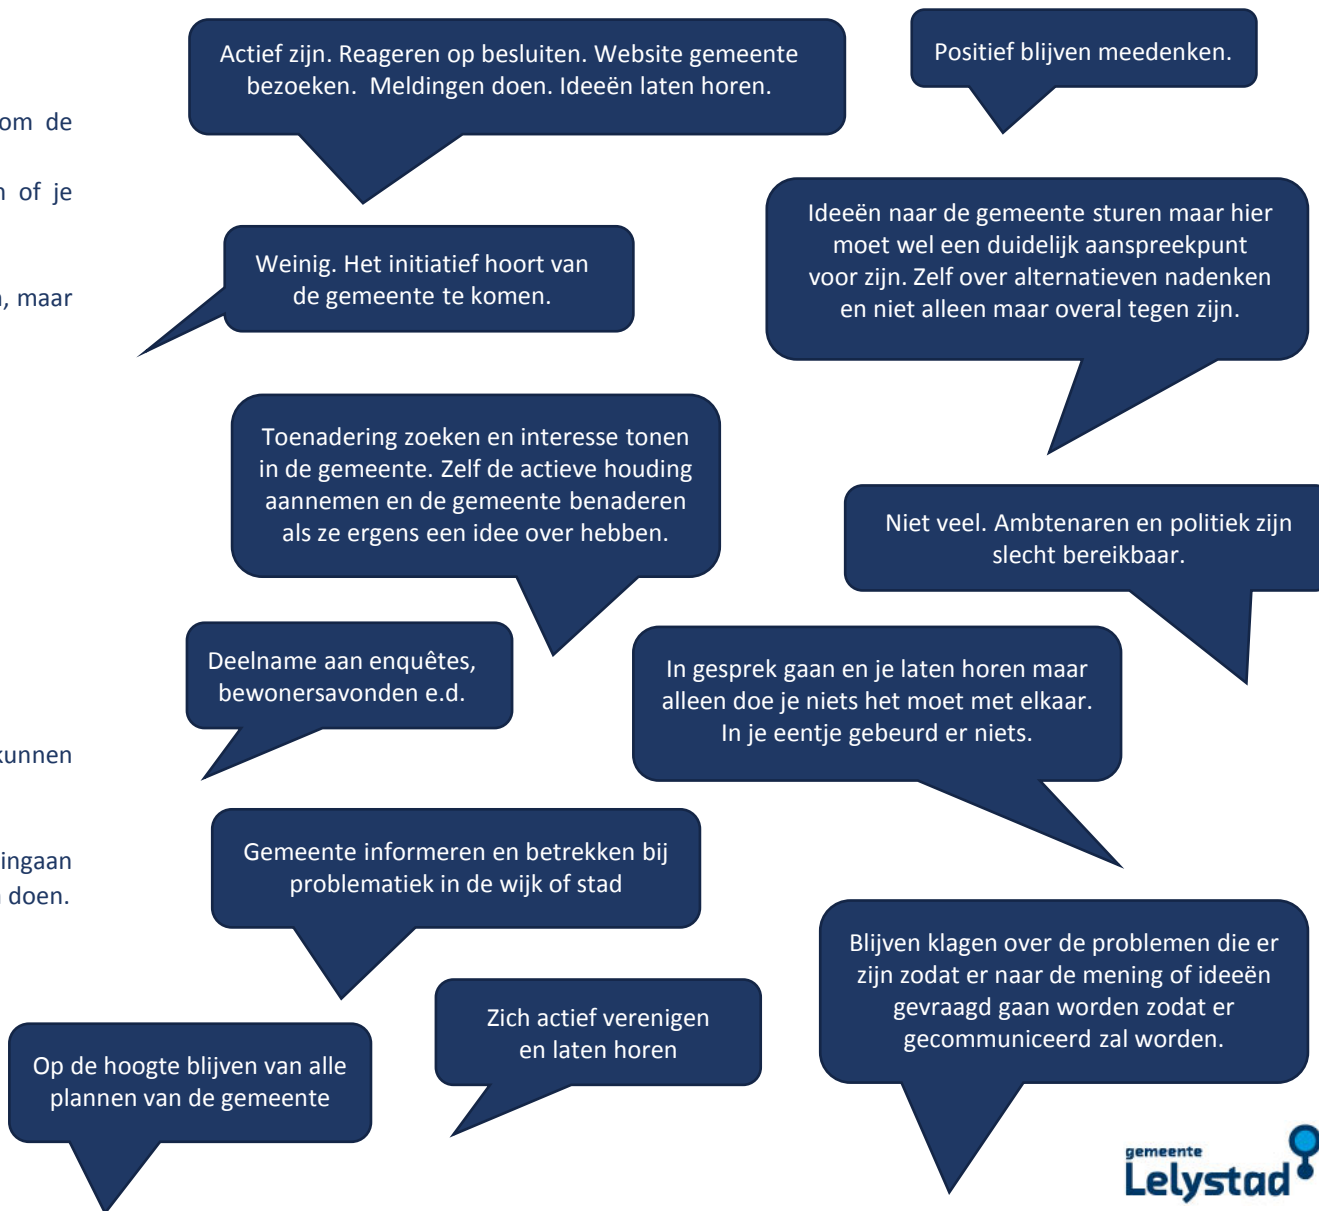 om de
of je
, maar
kunnen
ingaan
doen.
Actief zijn. Reageren op besluiten. Website gemeente
bezoeken. Meldingen doen. Ideeën laten horen.
Positief blijven meedenken.
Weinig. Het initiatief hoort van
de gemeente te komen.
Ideeën naar de gemeente sturen maar hier
moet wel een duidelijk aanspreekpunt
voor zijn. Zelf over alternatieven nadenken
en niet alleen maar overal tegen zijn.
Toenadering zoeken en interesse tonen
in de gemeente. Zelf de actieve houding
aannemen en de gemeente benaderen
als ze ergens een idee over hebben.
Niet veel. Ambtenaren en politiek zijn
slecht bereikbaar.
Deelname aan enquêtes,
bewonersavonden e.d.
In gesprek gaan en je laten horen maar
alleen doe je niets het moet met elkaar.
In je eentje gebeurd er niets.
Gemeente informeren en betrekken bij
problematiek in de wijk of stad
Blijven klagen over de problemen die er
zijn zodat er naar de mening of ideeën
gevraagd gaan worden zodat er
gecommuniceerd zal worden.
Zich actief verenigen
en laten horen
Op de hoogte blijven van alle
plannen van de gemeente
gemeente
Lelystad